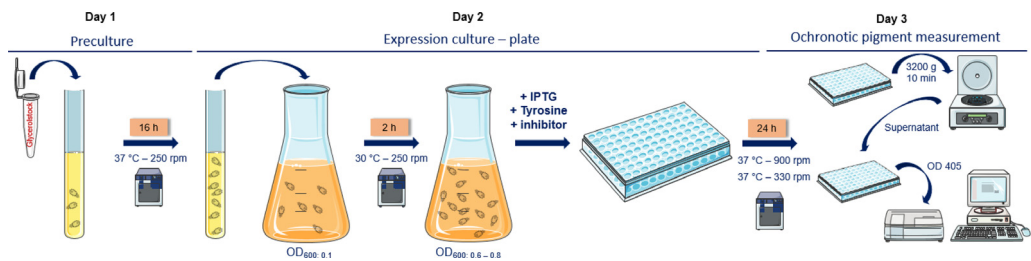 Day 1
Day 2
Day 3
Preculture
Expression culture – plate
Ochronotic pigment measurement
Glycerolstock
16 h
37 °C – 250 rpm
OD600: 0.1
2 h
30 °C – 250 rpm
OD600: 0.6 – 0.8
+ IPTG
+ Tyrosine
+ inhibitor
24 h
37 °C – 900 rpm
37 °C – 330 rpm
3200 g
10 min
Supernatant
OD 405